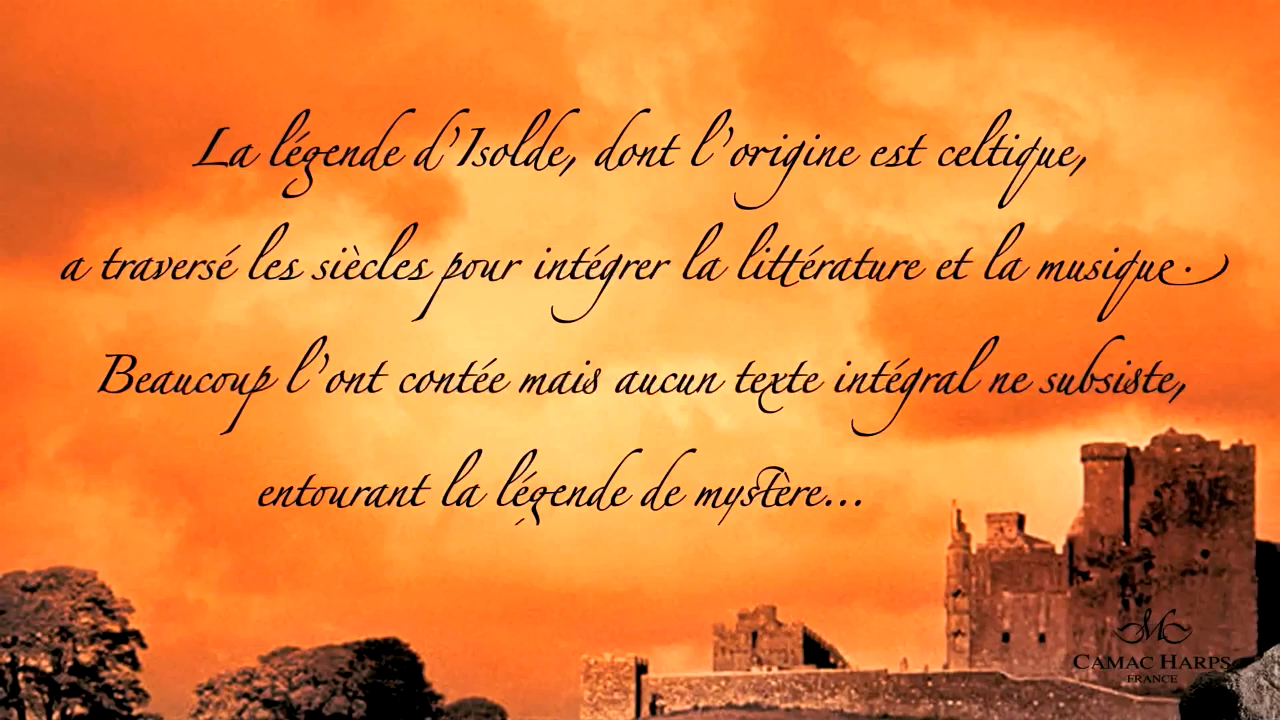 La légende d'Isolde, dont l'origine est celtique,
a traversé les siècles pour intégrer la littérature et la musique.
Beaucoup l'ont contée mais aucun texte intégral ne subsiste,
entourant la légende de mystère...
CAMAC HARPS
FRANCE